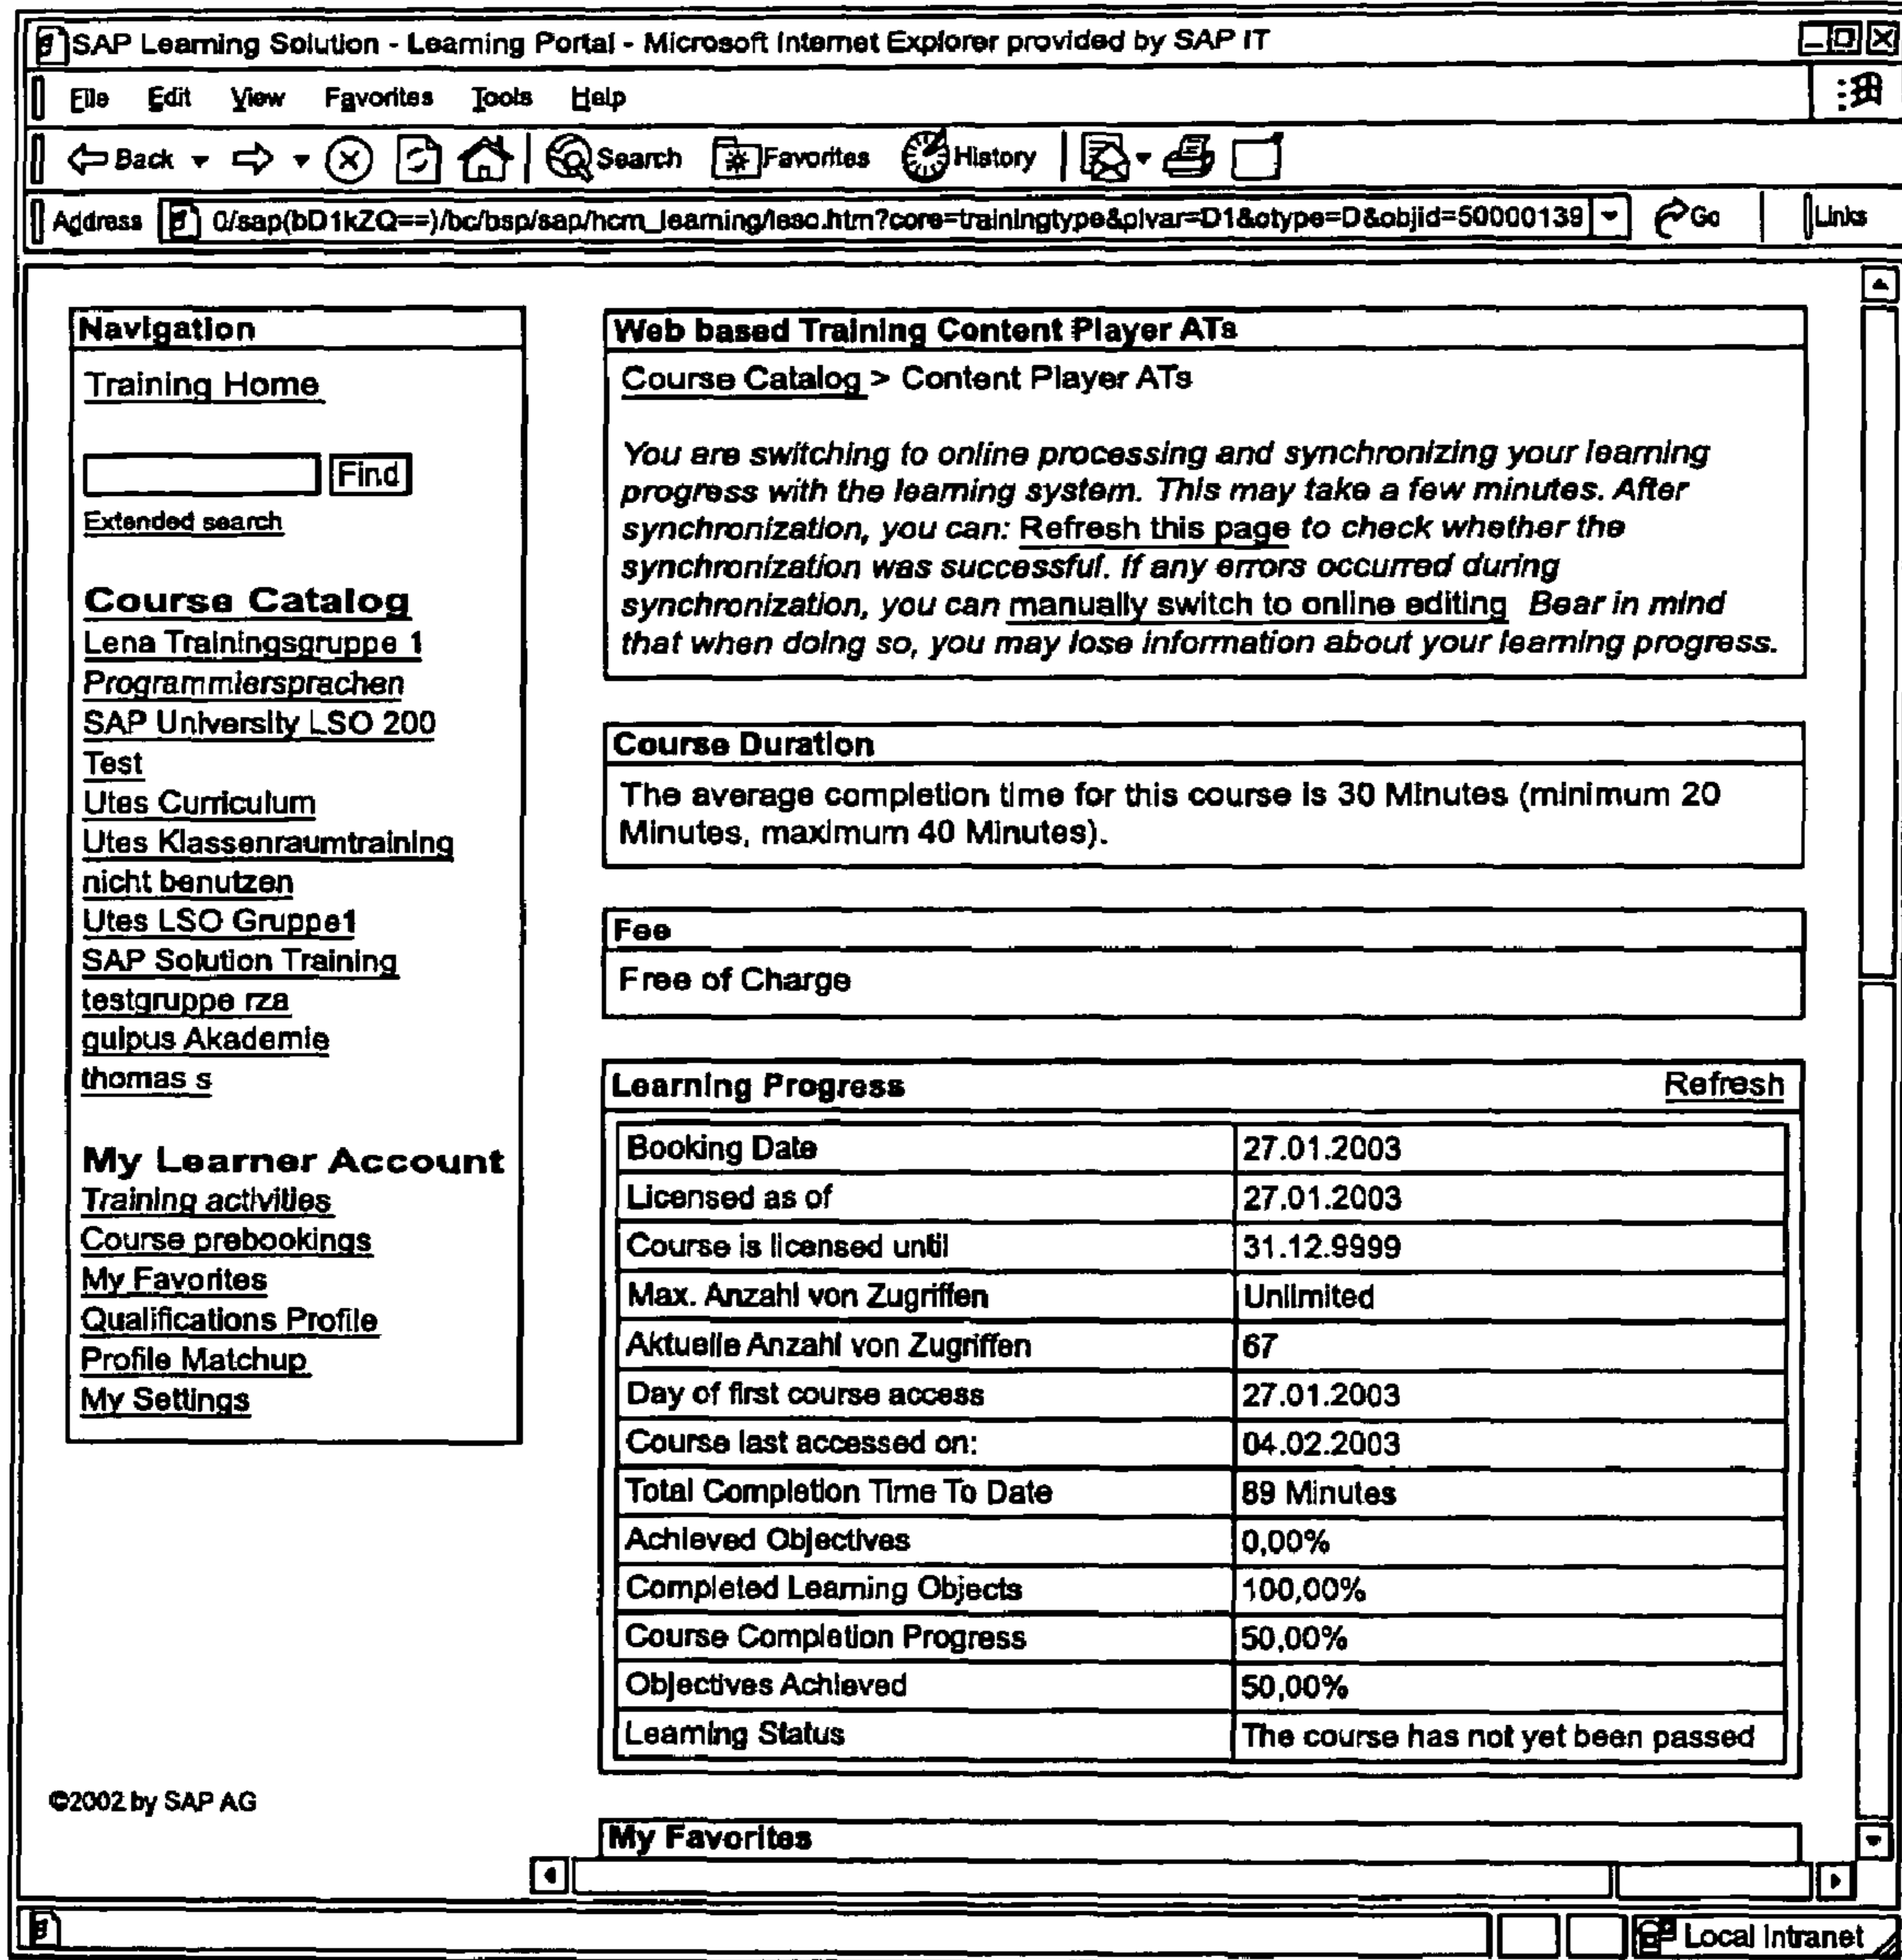 SAP Learning Solution - Learning Portal - Microsoft Internet Explorer provided by SAP IT
File Edit View Favorites Tools Help
Back Search Favorites History
Address 0/sap(bD1kZQ==)/bc/bsp/sap/hcm_learning/leso.htm?core=trainingtype&plvar=D1&otype=D&objid=50000139 Go Links
Navigation
Training Home
Find
Extended search
Course Catalog
Lena Trainingsgruppe 1
Programmiersprachen
SAP University LSO 200
Test
Utes Curriculum
Utes Klassenraumtraining
nicht benutzen
Utes LSO Gruppe1
SAP Solution Training
testgruppe rza
guipus Akademie
thomas s
My Learner Account
Training activities
Course prebookings
My Favorites
Qualifications Profile
Profile Matchup
My Settings
©2002 by SAP AG
Web based Training Content Player ATs
Course Catalog > Content Player ATs
You are switching to online processing and synchronizing your learning
progress with the learning system. This may take a few minutes. After
synchronization, you can: Refresh this page to check whether the
synchronization was successful. If any errors occurred during
synchronization, you can manually switch to online editing Bear in mind
that when doing so, you may lose information about your learning progress.
Course Duration
The average completion time for this course is 30 Minutes (minimum 20
Minutes, maximum 40 Minutes).
Fee
Free of Charge
Learning Progress Refresh
Booking Date 27.01.2003
Licensed as of 27.01.2003
Course is licensed until 31.12.9999
Max. Anzahl von Zugriffen Unlimited
Aktuelle Anzahl von Zugriffen 67
Day of first course access 27.01.2003
Course last accessed on: 04.02.2003
Total Completion Time To Date 89 Minutes
Achieved Objectives 0,00%
Completed Learning Objects 100,00%
Course Completion Progress 50,00%
Objectives Achieved 50,00%
Learning Status The course has not yet been passed
My Favorites
Local intranet